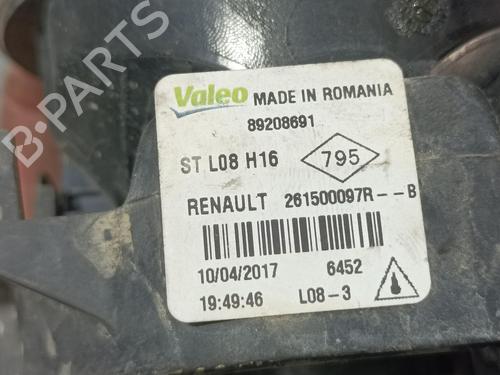 Valeo MADE IN ROMANIA
89208691
ST L08 H16 795
RENAULT 261500097R--B
10/04/2017 6452
19:49:46 L08-3
B-PARTS